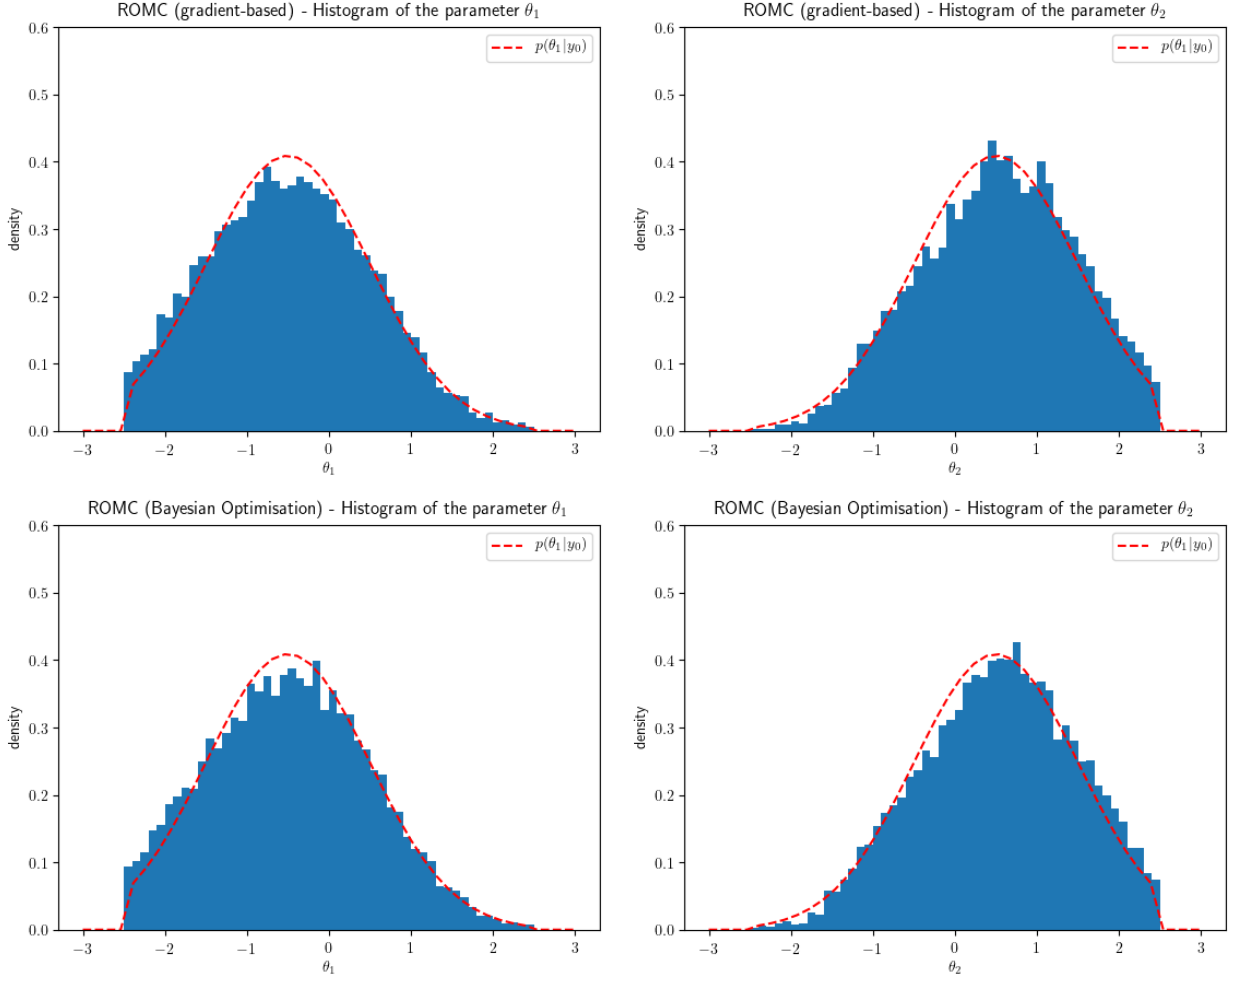 ROMC (gradient-based) - Histogram of the parameter θ₁
p(θ₁|y₀)
density
0.6
0.5
0.4
0.3
0.2
0.1
0.0
−3 −2 −1 0 1 2 3
θ₁
ROMC (gradient-based) - Histogram of the parameter θ₂
p(θ₁|y₀)
density
0.6
0.5
0.4
0.3
0.2
0.1
0.0
−3 −2 −1 0 1 2 3
θ₂
ROMC (Bayesian Optimisation) - Histogram of the parameter θ₁
p(θ₁|y₀)
density
0.6
0.5
0.4
0.3
0.2
0.1
0.0
−3 −2 −1 0 1 2 3
θ₁
ROMC (Bayesian Optimisation) - Histogram of the parameter θ₂
p(θ₁|y₀)
density
0.6
0.5
0.4
0.3
0.2
0.1
0.0
−3 −2 −1 0 1 2 3
θ₂